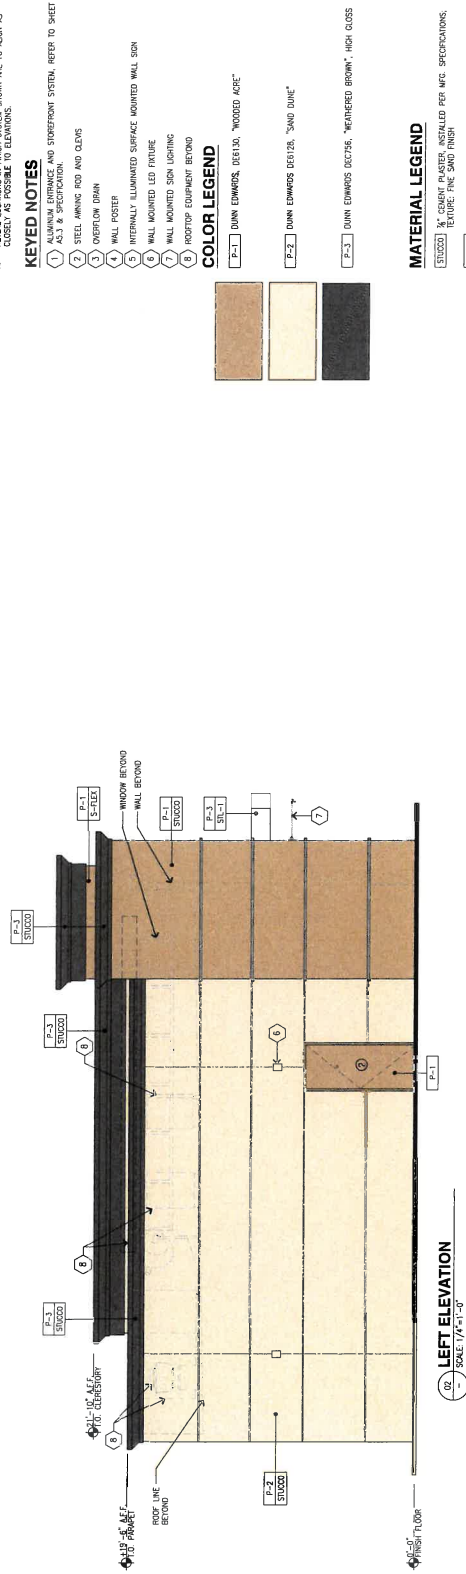 CLOSELY AS POSSIBLE TO ELEVATIONS.
KEYED NOTES
1 ALUMINUM ENTRANCE AND STOREFRONT SYSTEM, REFER TO SHEET
A5.3 & SPECIFICATION.
2 STEEL AWNING ROD AND CLEVIS
3 OVERFLOW DRAIN
4 WALL POSTER
5 INTERNALLY ILLUMINATED SURFACE MOUNTED WALL SIGN
6 WALL MOUNTED LED FIXTURE
7 WALL MOUNTED SIGN LIGHTING
8 ROOFTOP EQUIPMENT BEYOND
COLOR LEGEND
P-1 DUNN EDWARDS, DE6130, "WOODED ACRE"
P-2 DUNN EDWARDS DE6128, "SAND DUNE"
P-3 DUNN EDWARDS DEC756, "WEATHERED BROWN", HIGH GLOSS
MATERIAL LEGEND
STUCCO ⅞" CEMENT PLASTER, INSTALLED PER MFG. SPECIFICATIONS,
TEXTURE: FINE SAND FINISH
P-3
STUCCO
P-1
S-FLEX
WINDOW BEYOND
WALL BEYOND
P-3
STUCCO
8
P-1
STUCCO
P-3
STL-1
7
8
P-3
STUCCO
21'-10" A.F.F.
T.O. CLERESTORY
8
+19'-6" A.F.F.
T.O. PARAPET
ROOF LINE
BEYOND
6
2
P-1
P-2
STUCCO
0'-0"
FINISH FLOOR
02 LEFT ELEVATION
- SCALE: 1/4"=1'-0"